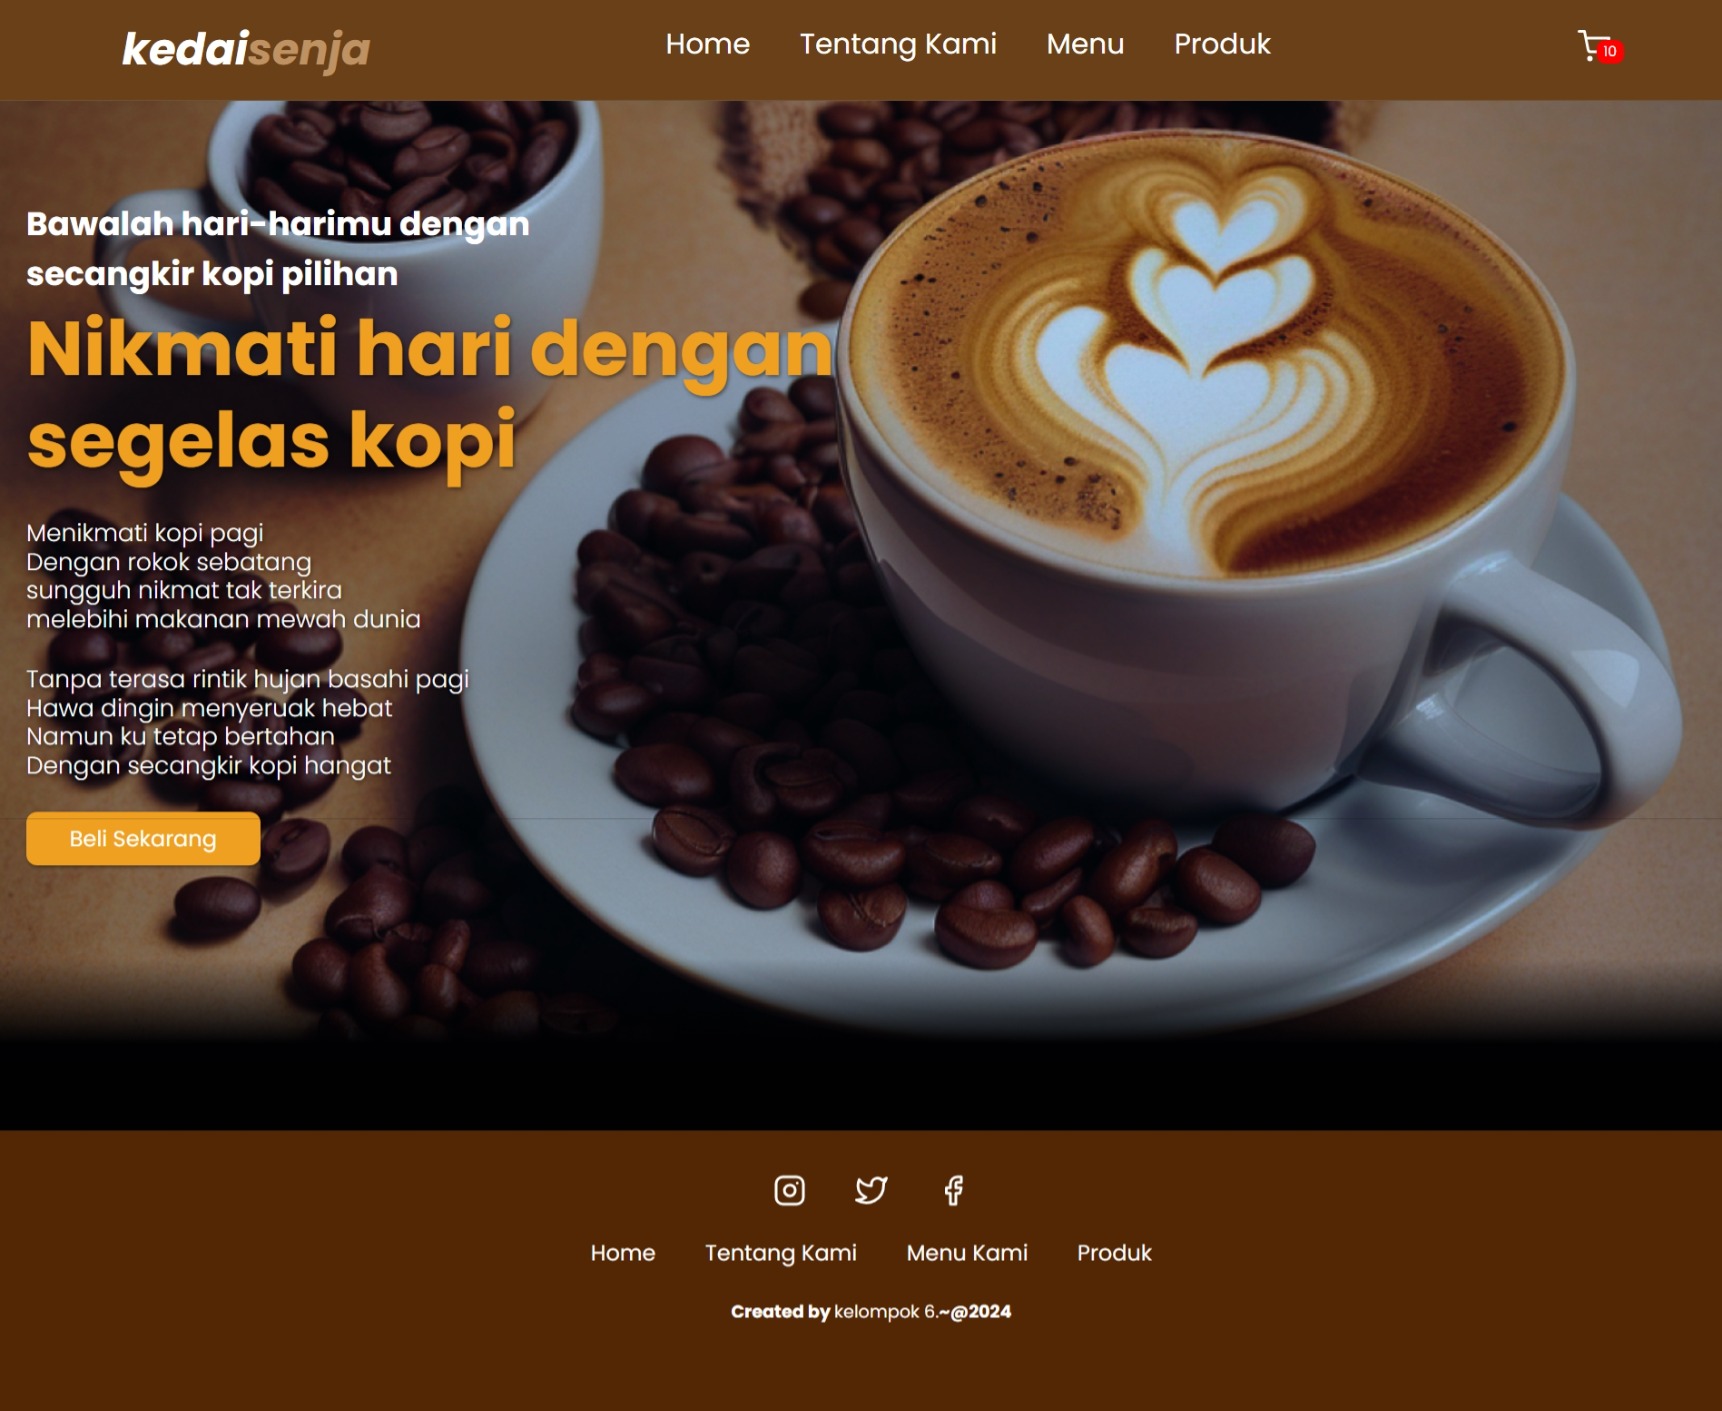 kedaisenja
Home Tentang Kami Menu Produk
10
Bawalah hari-harimu dengan
secangkir kopi pilihan
Nikmati hari dengan
segelas kopi
Menikmati kopi pagi
Dengan rokok sebatang
sungguh nikmat tak terkira
melebihi makanan mewah dunia
Tanpa terasa rintik hujan basahi pagi
Hawa dingin menyeruak hebat
Namun ku tetap bertahan
Dengan secangkir kopi hangat
Beli Sekarang
Home Tentang Kami Menu Kami Produk
Created by kelompok 6.~@2024